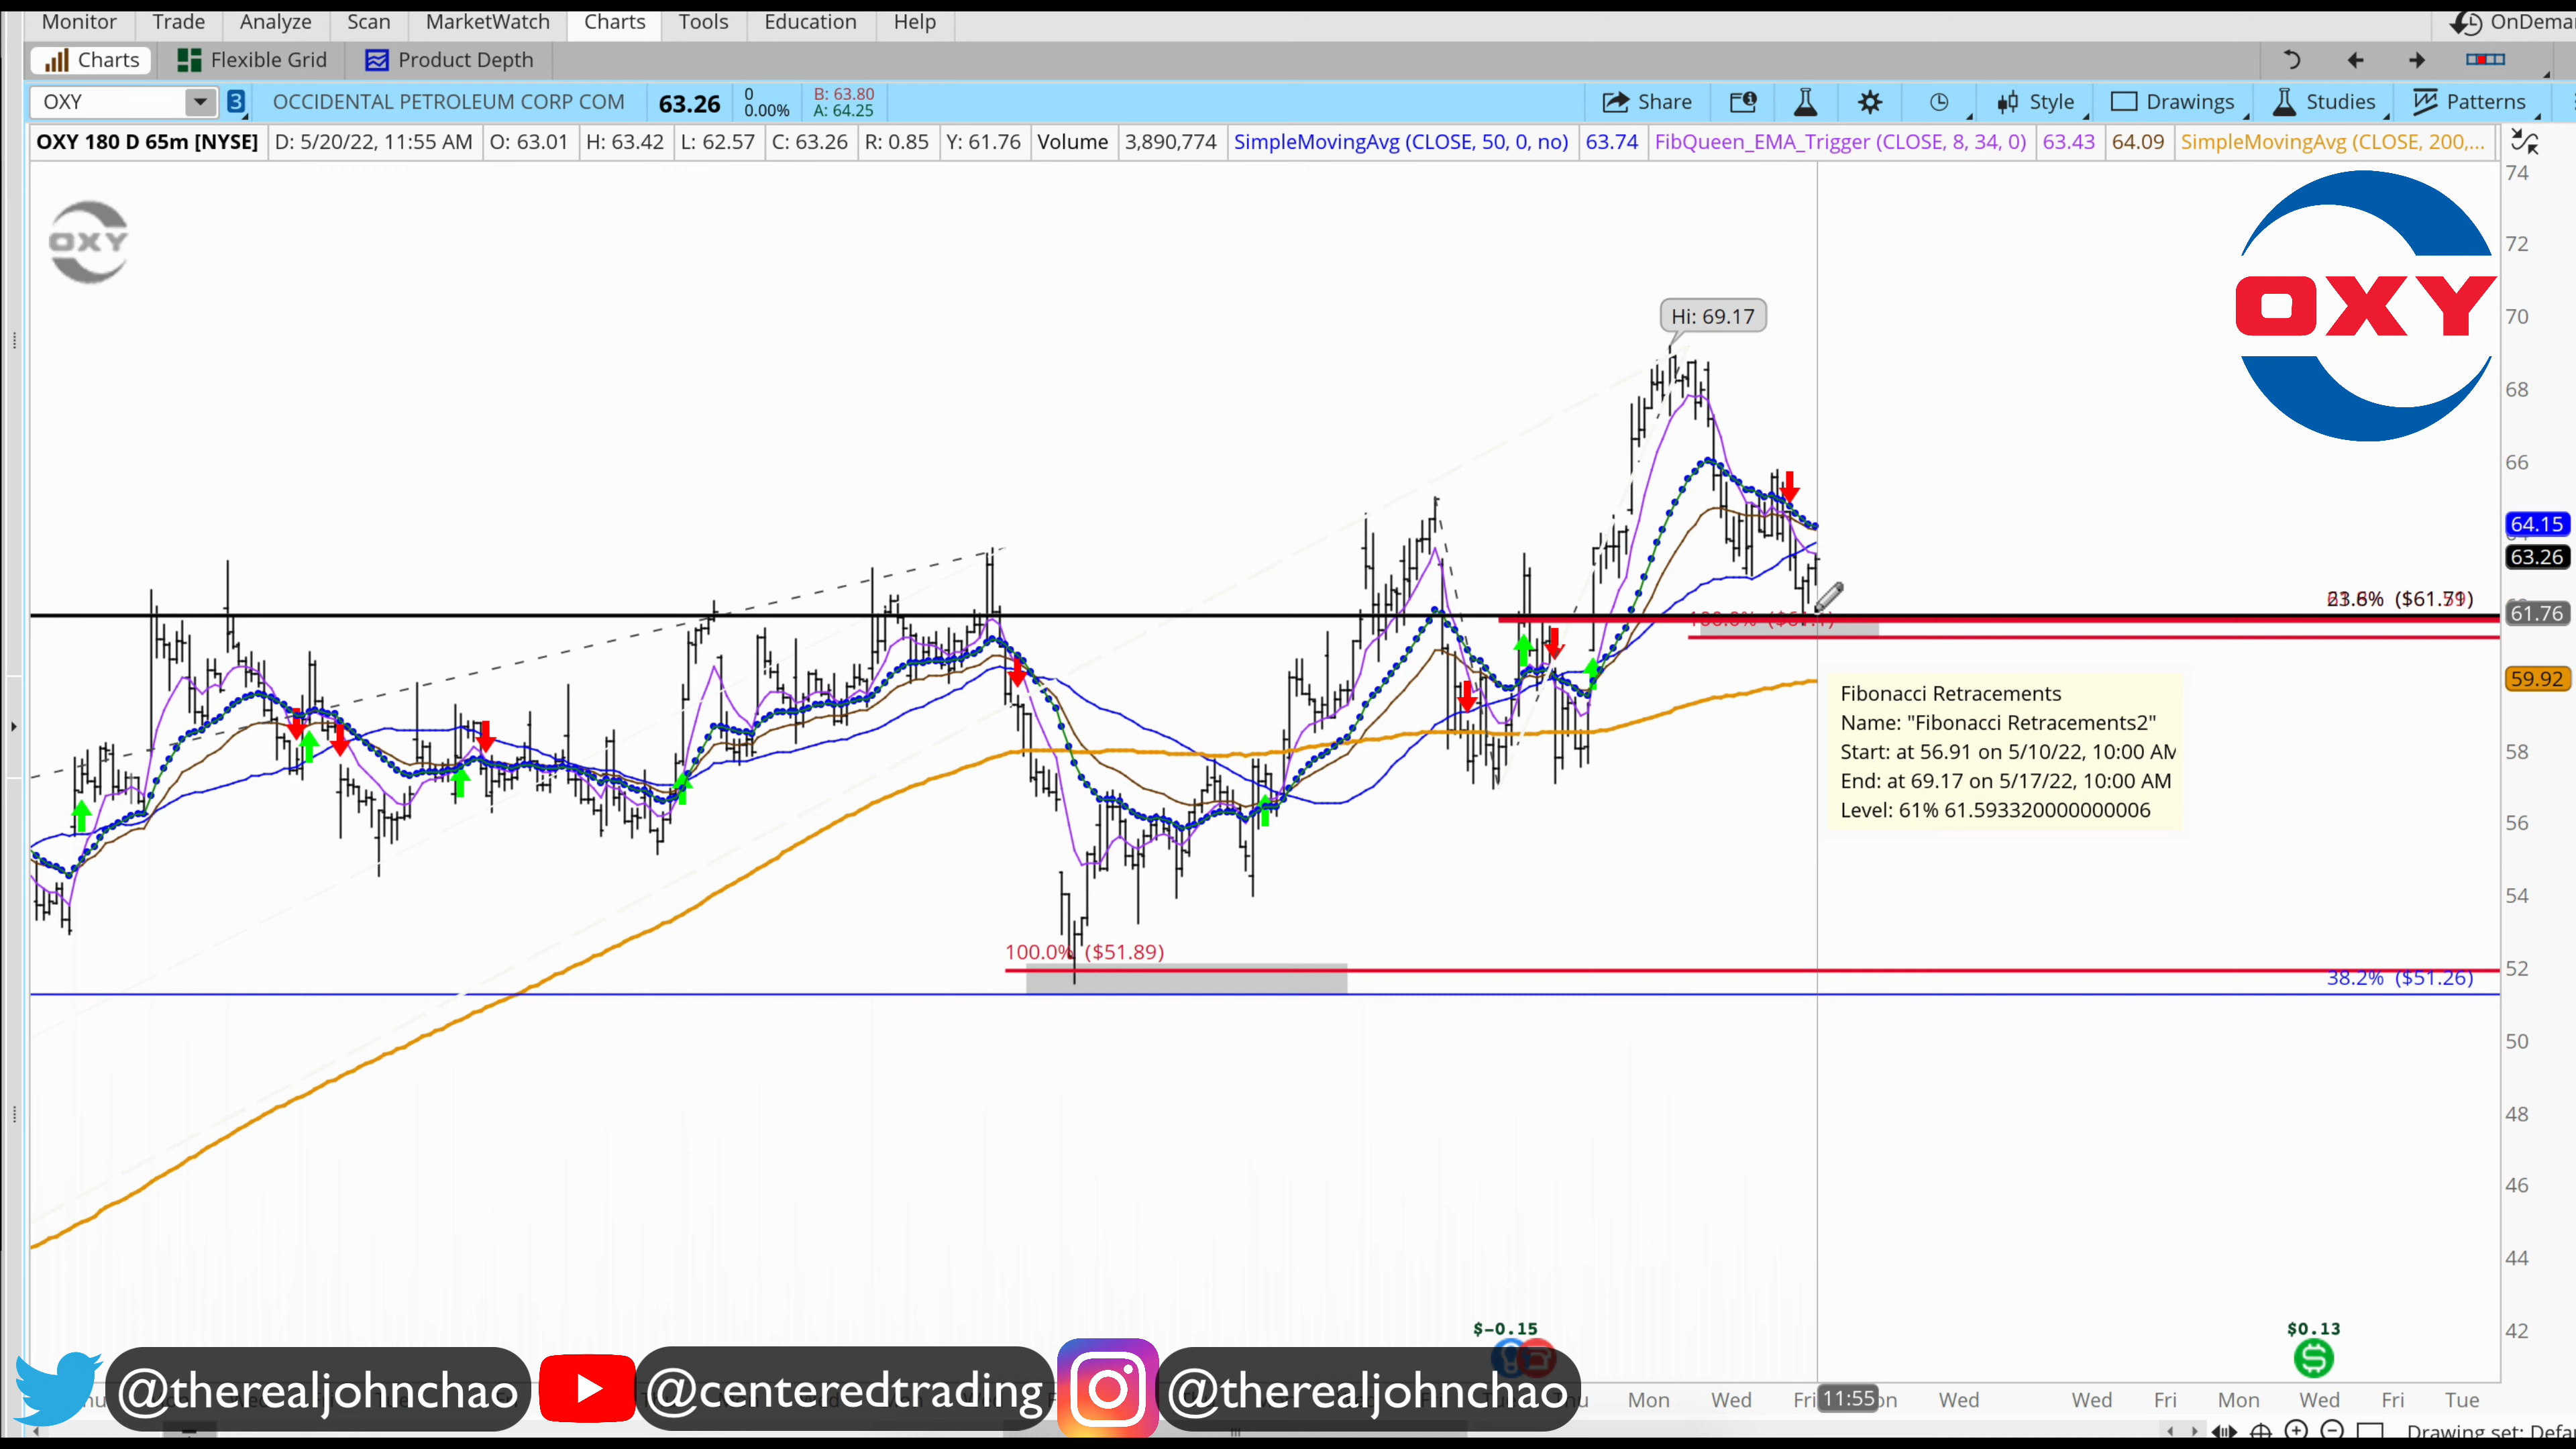 Monitor Trade Analyze Scan MarketWatch Charts Tools Education Help
Charts Flexible Grid Product Depth
OXY 3 OCCIDENTAL PETROLEUM CORP COM 63.26 0 0.00% B: 63.80 A: 64.25 Share Style Drawings Studies Patterns
OXY 180 D 65m [NYSE] D: 5/20/22, 11:55 AM O: 63.01 H: 63.42 L: 62.57 C: 63.26 R: 0.85 Y: 61.76 Volume 3,890,774 SimpleMovingAvg (CLOSE, 50, 0, no) 63.74 FibQueen_EMA_Trigger (CLOSE, 8, 34, 0) 63.43 64.09 SimpleMovingAvg (CLOSE, 200,...
74
OXY
OXY
72
Hi: 69.17
70
68
66
64.15
63.26
23.6%
61.76
59.92
Fibonacci Retracements
Name: "Fibonacci Retracements2"
Start: at 56.91 on 5/10/22, 10:00 AM
End: at 69.17 on 5/17/22, 10:00 AM
Level: 61% 61.593320000000006
58
56
54
100.0% ($51.89)
52
38.2% ($51.26)
50
48
46
44
42
$-0.15
$0.13
@therealjohnchao @centeredtrading @therealjohnchao
Mon Wed Fri 11:55 Wed Wed Fri Mon Wed Fri Tue
Drawing set: